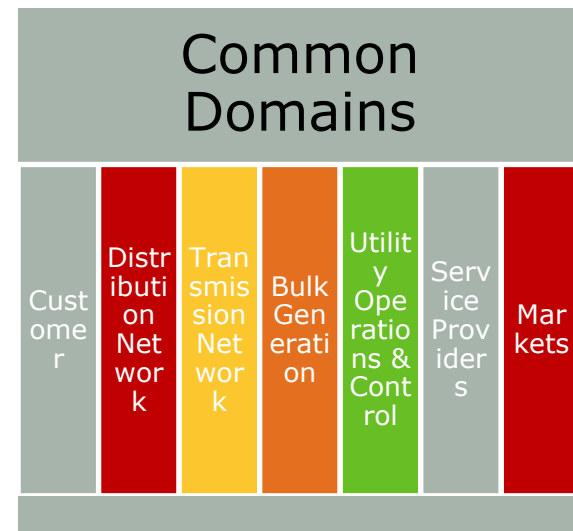 Common
Domains
Cust
ome
r
Distr
ibuti
on
Net
wor
k
Tran
smis
sion
Net
wor
k
Bulk
Gen
erati
on
Utilit
y
Ope
ratio
ns &
Cont
rol
Serv
ice
Prov
ider
s
Mar
kets